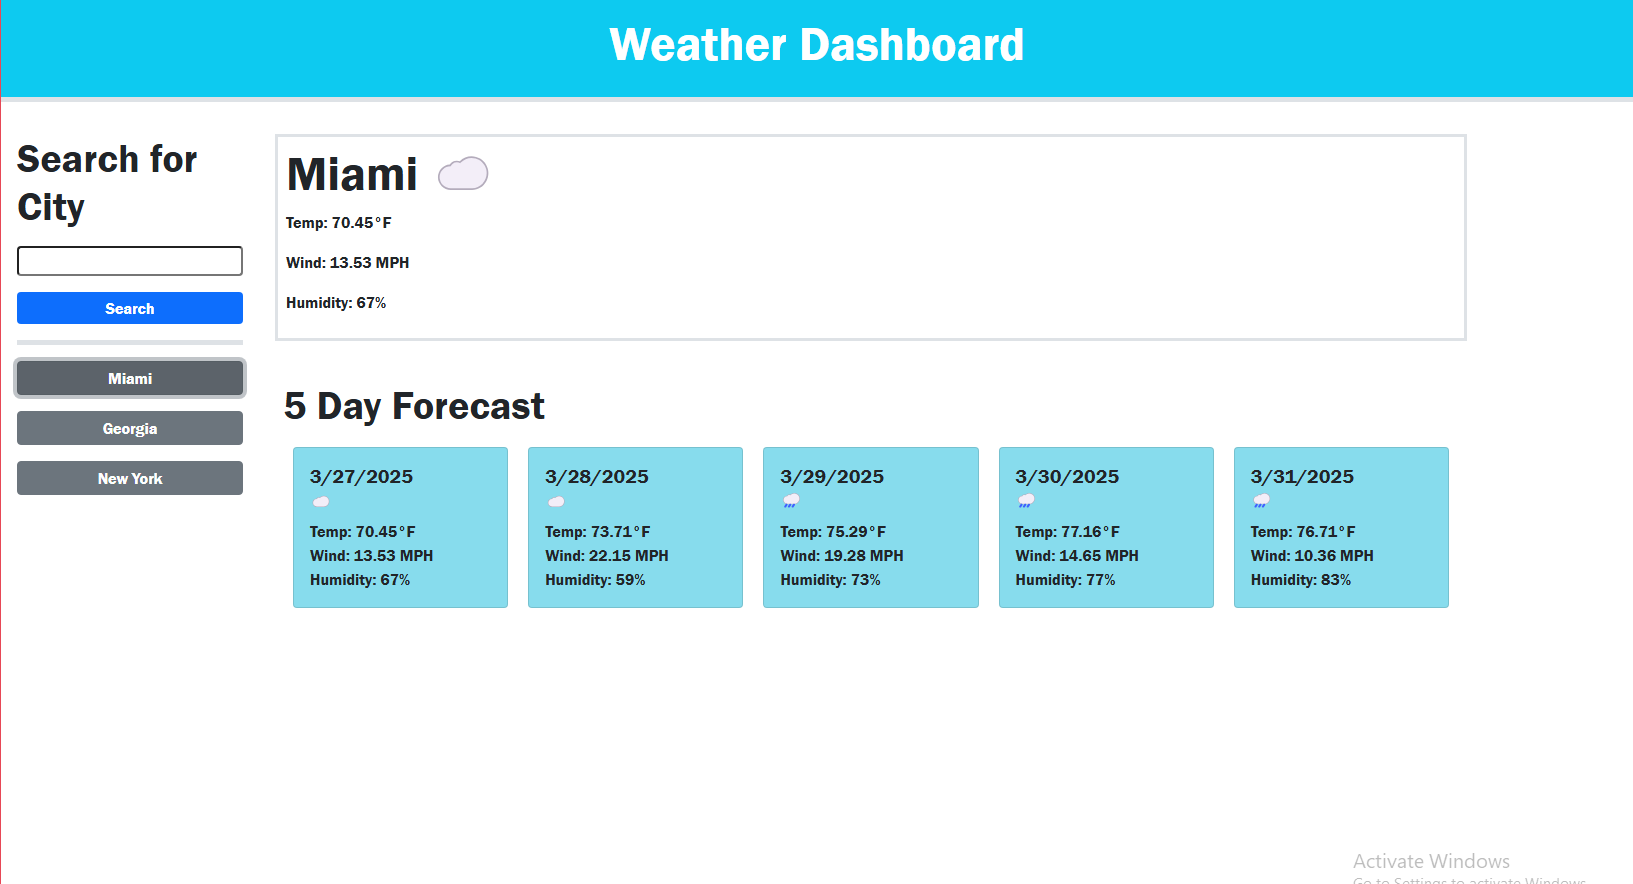 Weather Dashboard
Search for
City
Search
Miami
Georgia
New York
Miami
Temp: 70.45°F
Wind: 13.53 MPH
Humidity: 67%
5 Day Forecast
3/27/2025
Temp: 70.45°F
Wind: 13.53 MPH
Humidity: 67%
3/28/2025
Temp: 73.71°F
Wind: 22.15 MPH
Humidity: 59%
3/29/2025
Temp: 75.29°F
Wind: 19.28 MPH
Humidity: 73%
3/30/2025
Temp: 77.16°F
Wind: 14.65 MPH
Humidity: 77%
3/31/2025
Temp: 76.71°F
Wind: 10.36 MPH
Humidity: 83%
Activate Windows
Go to Settings to activate Windows.